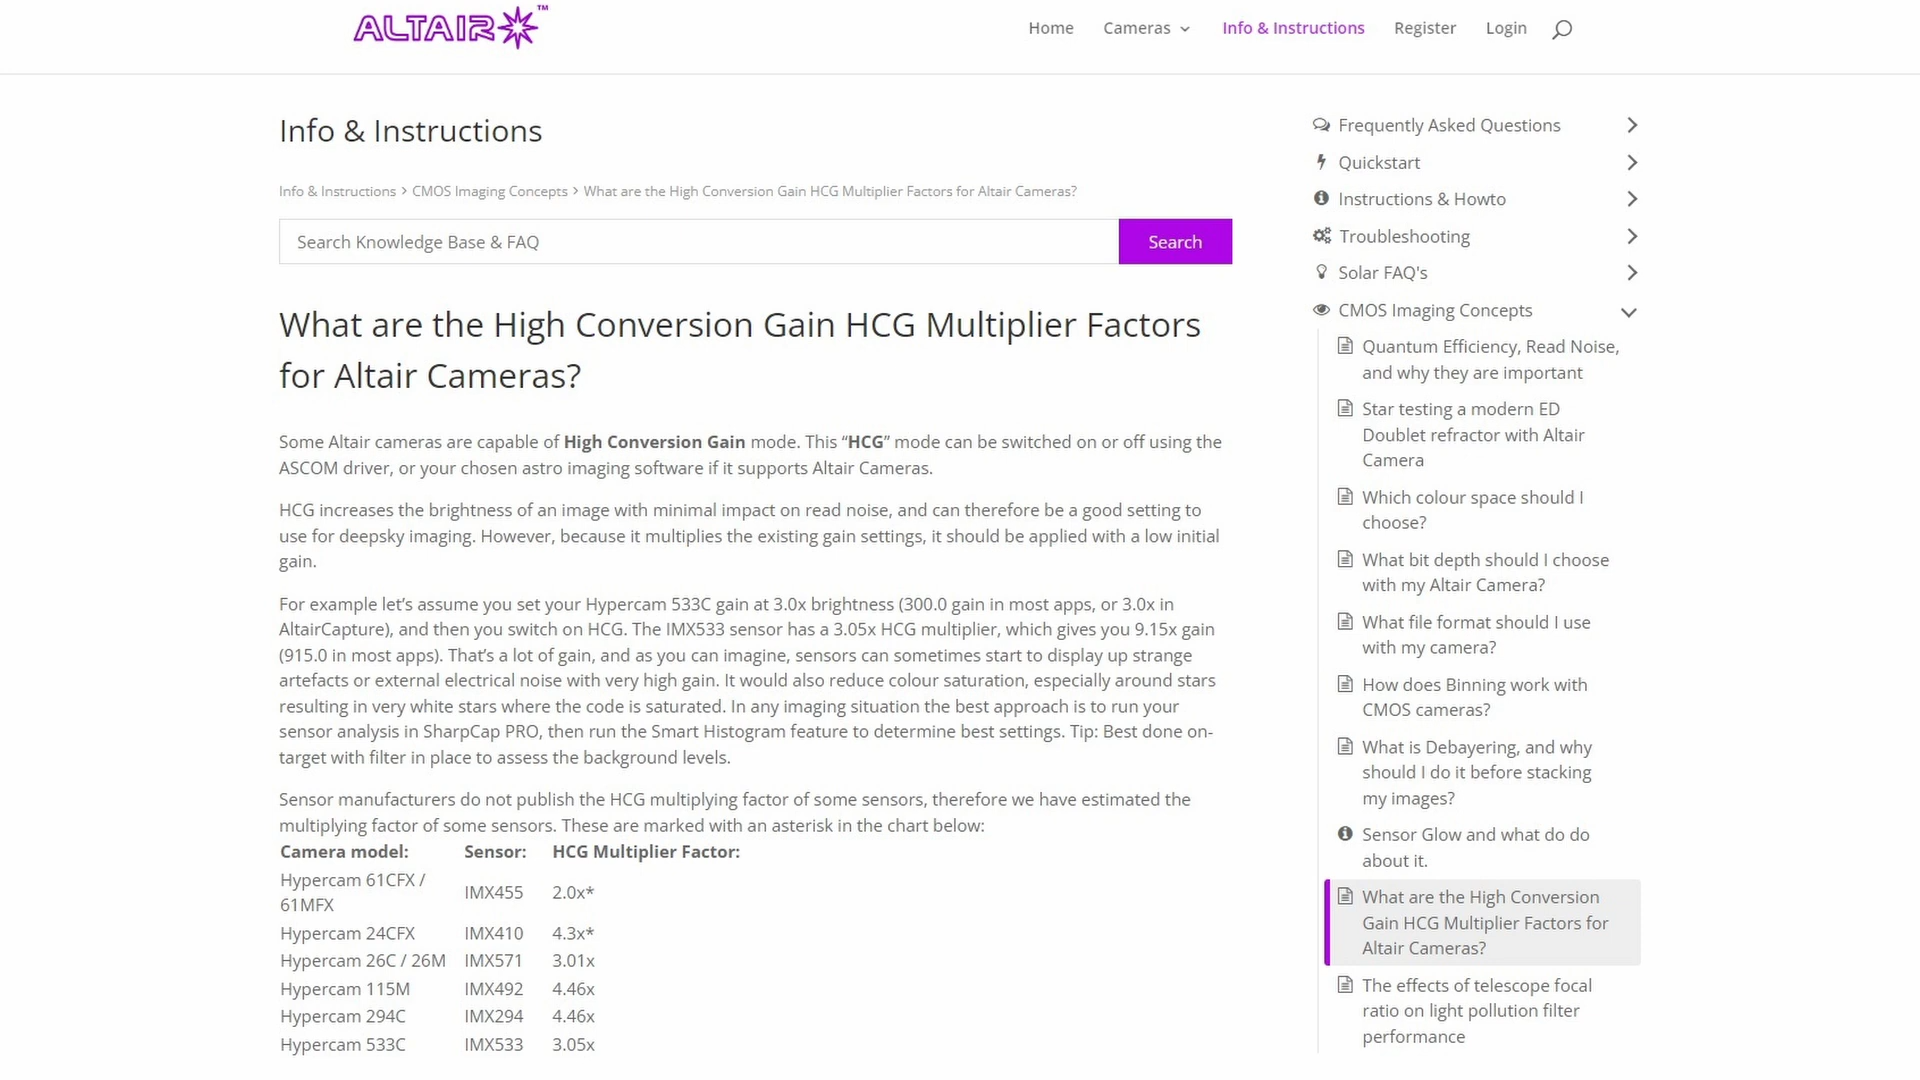 ALTAIR™
Home
Cameras
Info & Instructions
Register
Login
Info & Instructions
Info & Instructions > CMOS Imaging Concepts > What are the High Conversion Gain HCG Multiplier Factors for Altair Cameras?
Search Knowledge Base & FAQ
Search
What are the High Conversion Gain HCG Multiplier Factors
for Altair Cameras?
Some Altair cameras are capable of High Conversion Gain mode. This “HCG” mode can be switched on or off using the
ASCOM driver, or your chosen astro imaging software if it supports Altair Cameras.
HCG increases the brightness of an image with minimal impact on read noise, and can therefore be a good setting to
use for deepsky imaging. However, because it multiplies the existing gain settings, it should be applied with a low initial
gain.
For example let’s assume you set your Hypercam 533C gain at 3.0x brightness (300.0 gain in most apps, or 3.0x in
AltairCapture), and then you switch on HCG. The IMX533 sensor has a 3.05x HCG multiplier, which gives you 9.15x gain
(915.0 in most apps). That’s a lot of gain, and as you can imagine, sensors can sometimes start to display up strange
artefacts or external electrical noise with very high gain. It would also reduce colour saturation, especially around stars
resulting in very white stars where the code is saturated. In any imaging situation the best approach is to run your
sensor analysis in SharpCap PRO, then run the Smart Histogram feature to determine best settings. Tip: Best done on-
target with filter in place to assess the background levels.
Sensor manufacturers do not publish the HCG multiplying factor of some sensors, therefore we have estimated the
multiplying factor of some sensors. These are marked with an asterisk in the chart below:
Camera model: Sensor: HCG Multiplier Factor:
Hypercam 61CFX /
61MFX IMX455 2.0x*
Hypercam 24CFX IMX410 4.3x*
Hypercam 26C / 26M IMX571 3.01x
Hypercam 115M IMX492 4.46x
Hypercam 294C IMX294 4.46x
Hypercam 533C IMX533 3.05x
Frequently Asked Questions
Quickstart
Instructions & Howto
Troubleshooting
Solar FAQ's
CMOS Imaging Concepts
Quantum Efficiency, Read Noise,
and why they are important
Star testing a modern ED
Doublet refractor with Altair
Camera
Which colour space should I
choose?
What bit depth should I choose
with my Altair Camera?
What file format should I use
with my camera?
How does Binning work with
CMOS cameras?
What is Debayering, and why
should I do it before stacking
my images?
Sensor Glow and what do do
about it.
What are the High Conversion
Gain HCG Multiplier Factors for
Altair Cameras?
The effects of telescope focal
ratio on light pollution filter
performance